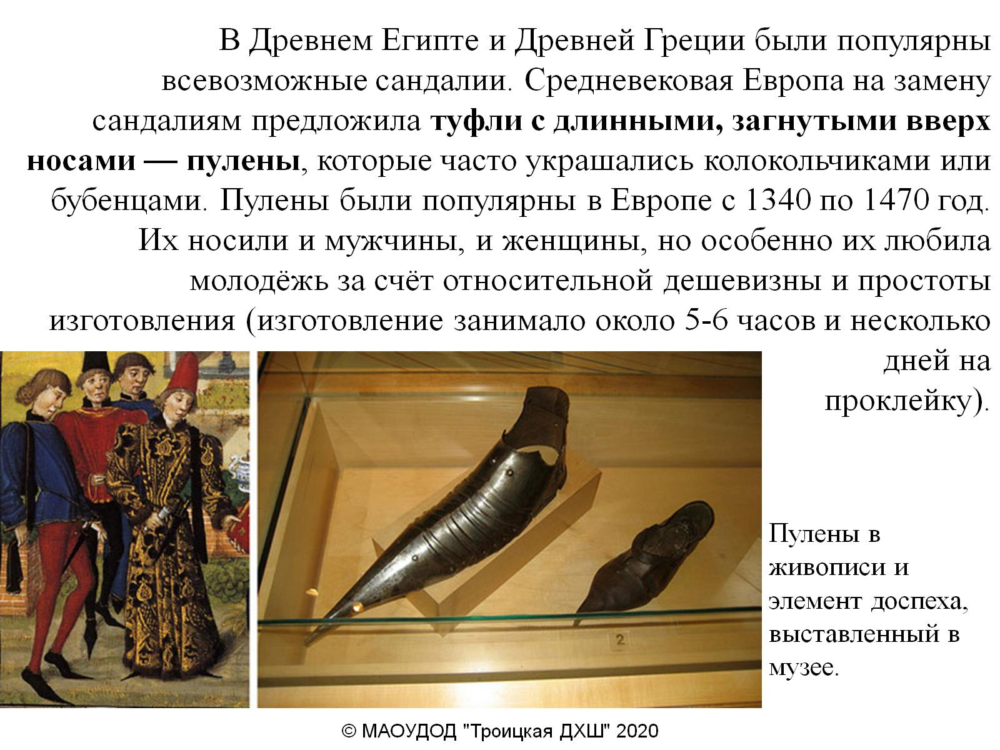 В Древнем Египте и Древней Греции были популярны
всевозможные сандалии. Средневековая Европа на замену
сандалиям предложила туфли с длинными, загнутыми вверх
носами — пулены, которые часто украшались колокольчиками или
бубенцами. Пулены были популярны в Европе с 1340 по 1470 год.
Их носили и мужчины, и женщины, но особенно их любила
молодёжь за счёт относительной дешевизны и простоты
изготовления (изготовление занимало около 5-6 часов и несколько
дней на
проклейку).
2
Пулены в
живописи и
элемент доспеха,
выставленный в
музее.
© МАОУДОД "Троицкая ДХШ" 2020